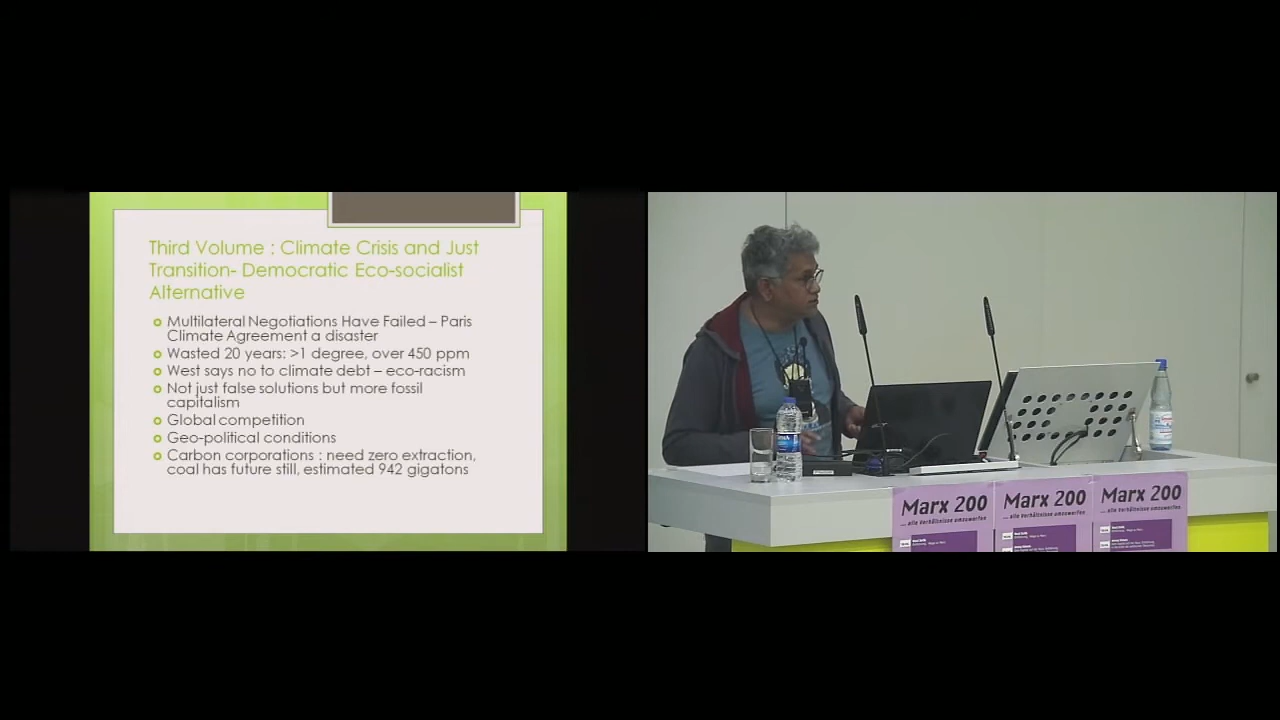 Third Volume : Climate Crisis and Just
Transition- Democratic Eco-socialist
Alternative
Multilateral Negotiations Have Failed – Paris
Climate Agreement a disaster
Wasted 20 years: >1 degree, over 450 ppm
West says no to climate debt – eco-racism
Not just false solutions but more fossil
capitalism
Global competition
Geo-political conditions
Carbon corporations : need zero extraction,
coal has future still, estimated 942 gigatons
Marx 200
... alle Verhältnisse umzuwerfen
Marx 200
... alle Verhältnisse umzuwerfen
Marx 200
... alle Verhältnisse umzuwerfen